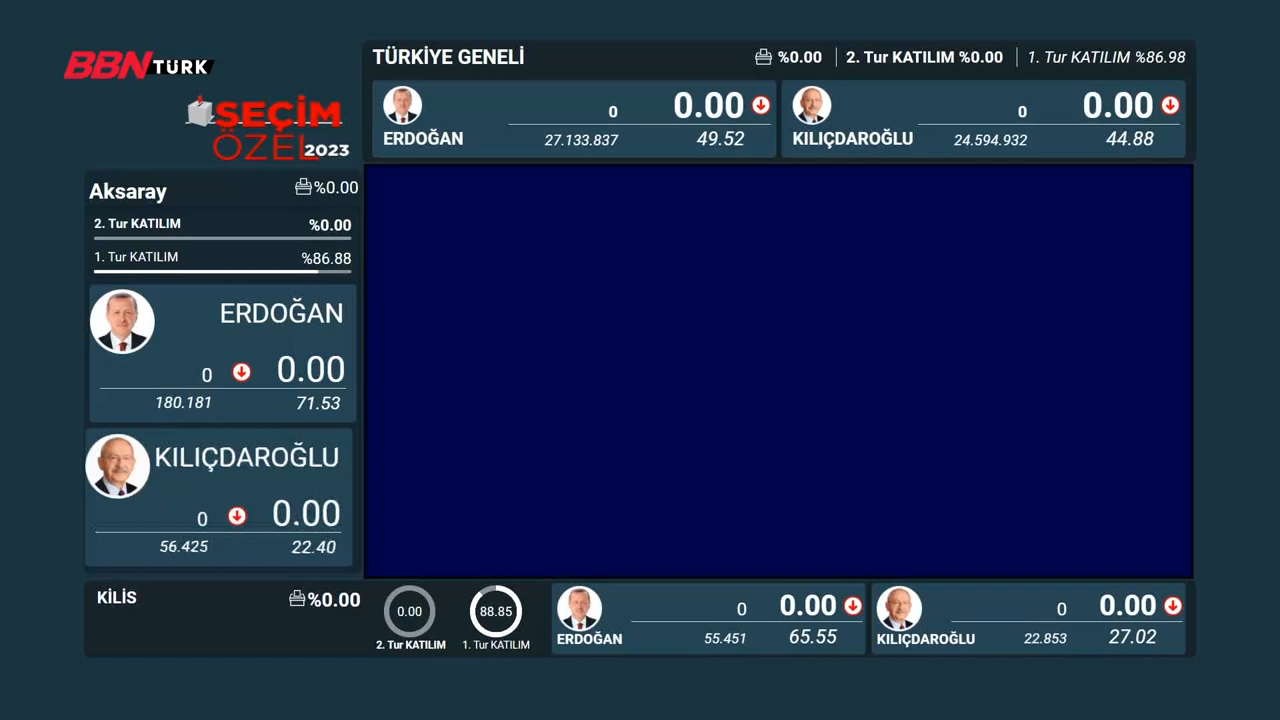 BBN TÜRK
SEÇİM
ÖZEL 2023
TÜRKİYE GENELİ %0.00 2. Tur KATILIM %0.00 1. Tur KATILIM %86.98
ERDOĞAN 0 0.00
27.133.837 49.52
KILIÇDAROĞLU 0 0.00
24.594.932 44.88
Aksaray %0.00
2. Tur KATILIM %0.00
1. Tur KATILIM %86.88
ERDOĞAN
0 0.00
180.181 71.53
KILIÇDAROĞLU
0 0.00
56.425 22.40
KİLİS %0.00
0.00
2. Tur KATILIM
88.85
1. Tur KATILIM
0 0.00
ERDOĞAN 55.451 65.55
0 0.00
KILIÇDAROĞLU 22.853 27.02